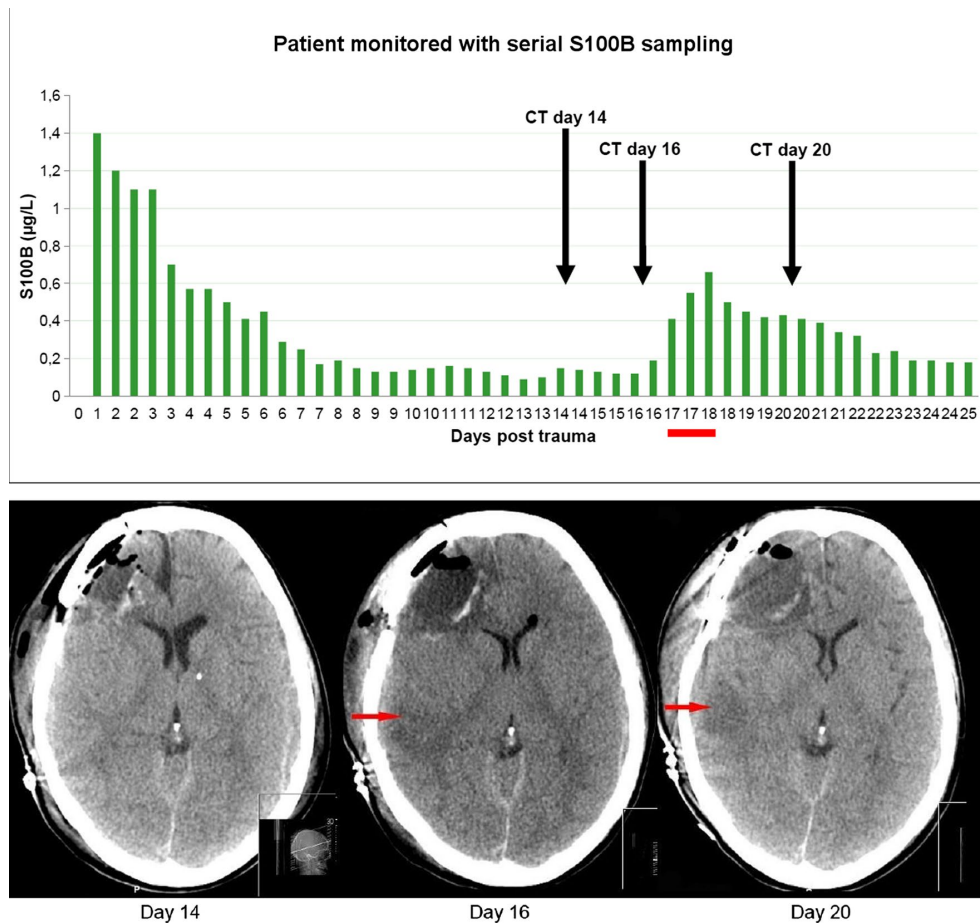 Patient monitored with serial S100B sampling
1,6
1,4
1,2
1
0,8
0,6
0,4
0,2
0
S100B (µg/L)
CT day 14
CT day 16
CT day 20
0 1 2 2 3 3 4 4 5 5 6 6 7 7 8 8 9 9 10 10 11 11 12 12 13 13 14 14 15 15 16 16 17 17 18 18 19 19 20 20 21 21 22 22 23 23 24 24 25
Days post trauma
P
Day 14
Day 16
Day 20